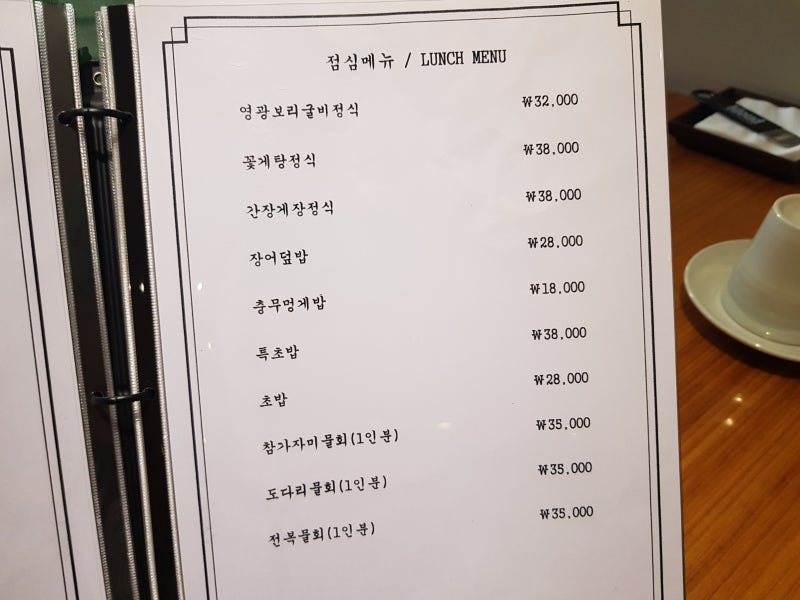 점심메뉴 / LUNCH MENU
영광보리굴비정식 ₩32,000
꽃게탕정식 ₩38,000
간장게장정식 ₩38,000
장어덮밥 ₩28,000
충무멍게밥 ₩18,000
특초밥 ₩38,000
초밥 ₩28,000
참가자미물회(1인분) ₩35,000
도다리물회(1인분) ₩35,000
전복물회(1인분) ₩35,000